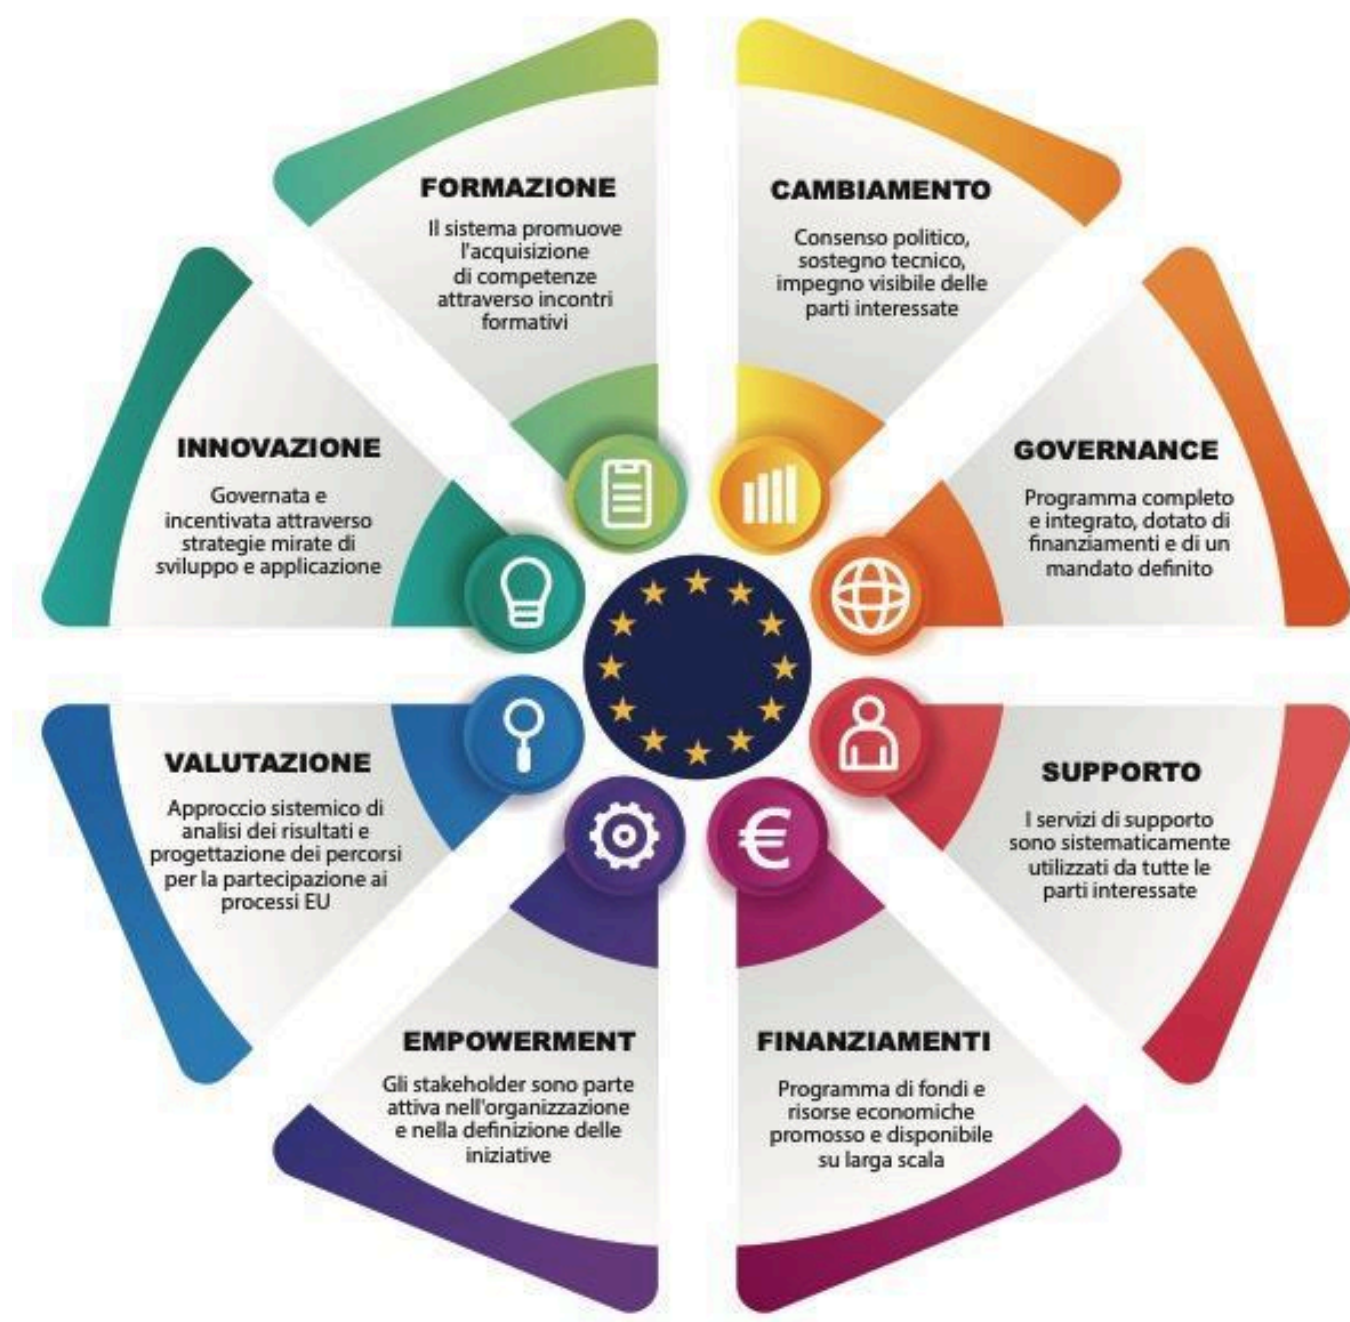 FORMAZIONE
Il sistema promuove
l'acquisizione
di competenze
attraverso incontri
formativi
CAMBIAMENTO
Consenso politico,
sostegno tecnico,
impegno visibile delle
parti interessate
INNOVAZIONE
Governata e
incentivata attraverso
strategie mirate di
sviluppo e applicazione
GOVERNANCE
Programma completo
e integrato, dotato di
finanziamenti e di un
mandato definito
VALUTAZIONE
Approccio sistemico di
analisi dei risultati e
progettazione dei percorsi
per la partecipazione ai
processi EU
SUPPORTO
I servizi di supporto
sono sistematicamente
utilizzati da tutte le
parti interessate
€
EMPOWERMENT
Gli stakeholder sono parte
attiva nell'organizzazione
e nella definizione delle
iniziative
FINANZIAMENTI
Programma di fondi e
risorse economiche
promosso e disponibile
su larga scala